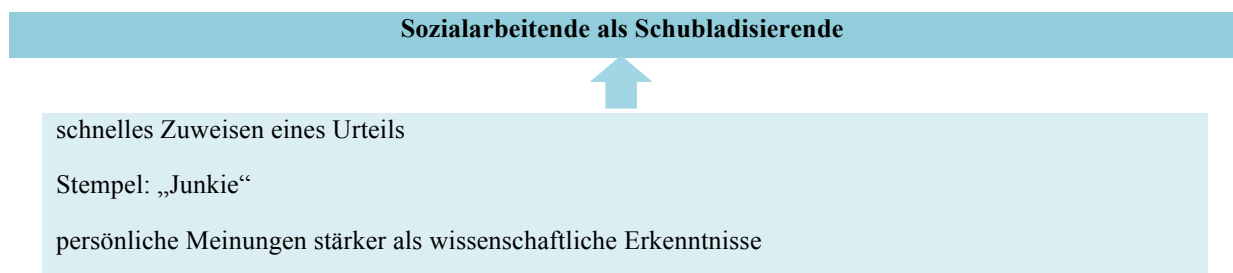 Sozialarbeitende als Schubladisierende
schnelles Zuweisen eines Urteils
Stempel: „Junkie“
persönliche Meinungen stärker als wissenschaftliche Erkenntnisse